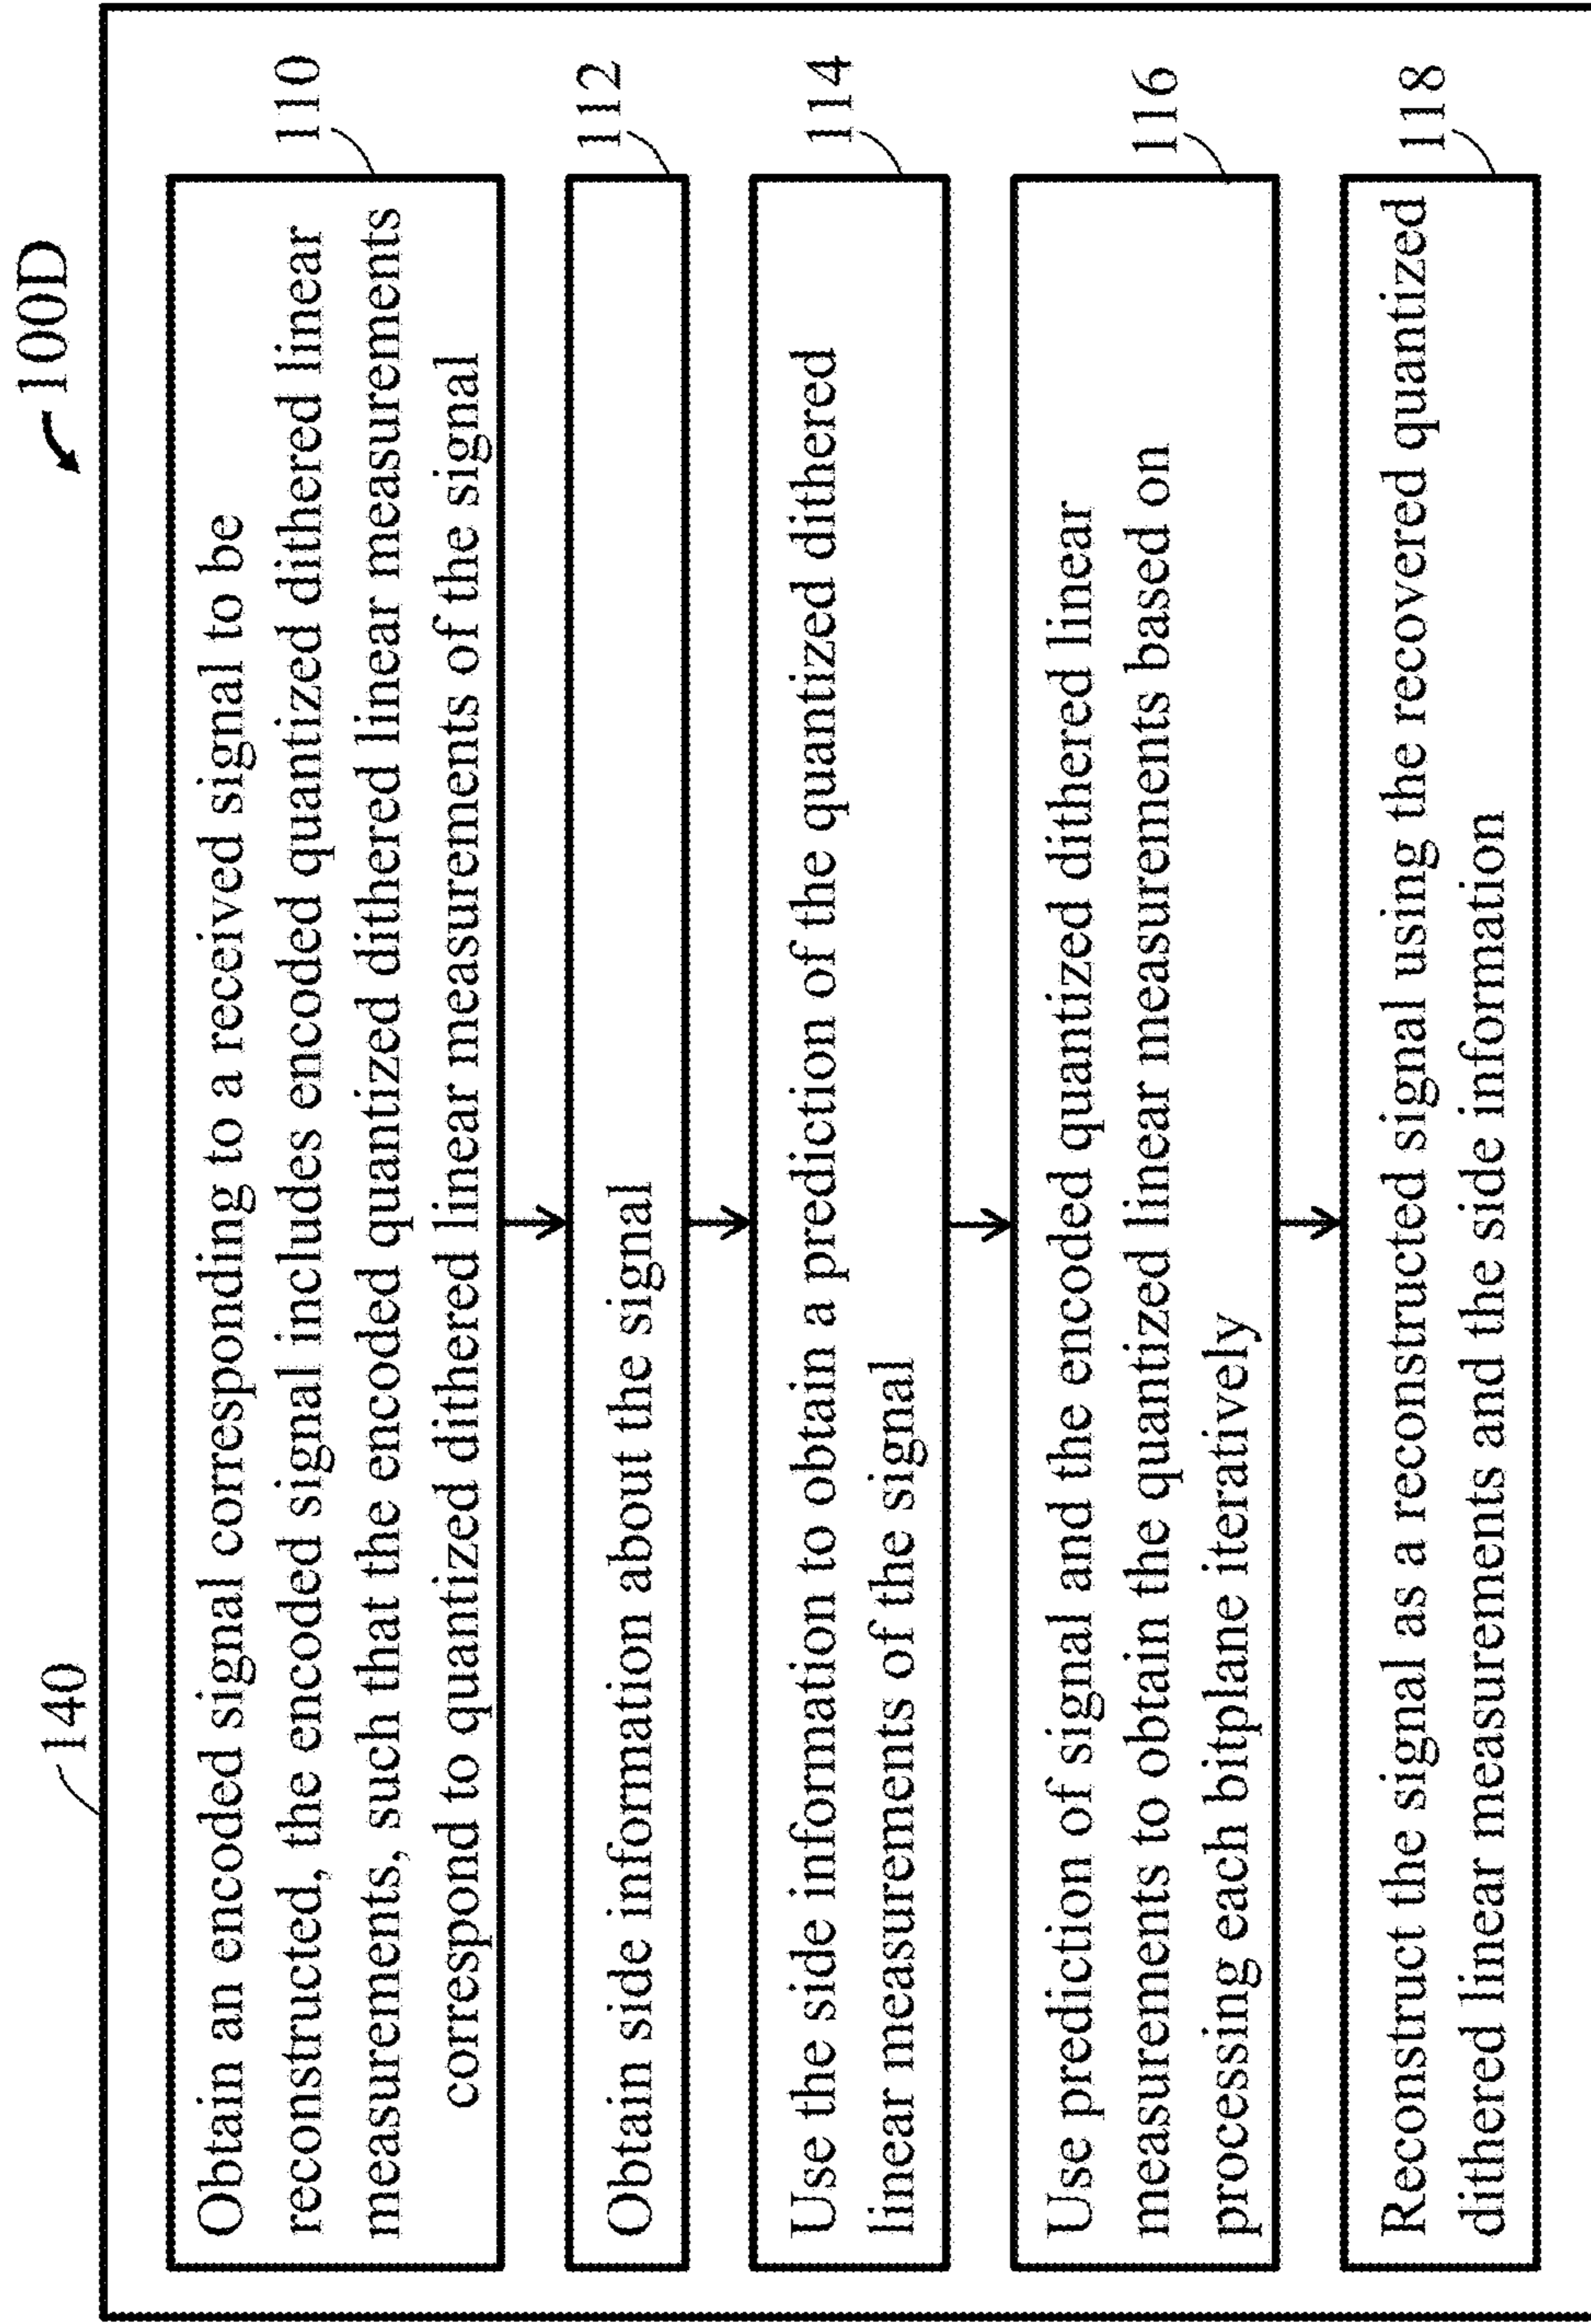 100D
140
Obtain an encoded signal corresponding to a received signal to be
reconstructed, the encoded signal includes encoded quantized dithered linear
measurements, such that the encoded quantized dithered linear measurements
correspond to quantized dithered linear measurements of the signal
110
Obtain side information about the signal
112
Use the side information to obtain a prediction of the quantized dithered
linear measurements of the signal
114
Use prediction of signal and the encoded quantized dithered linear
measurements to obtain the quantized linear measurements based on
processing each bitplane iteratively
116
Reconstruct the signal as a reconstructed signal using the recovered quantized
dithered linear measurements and the side information
118